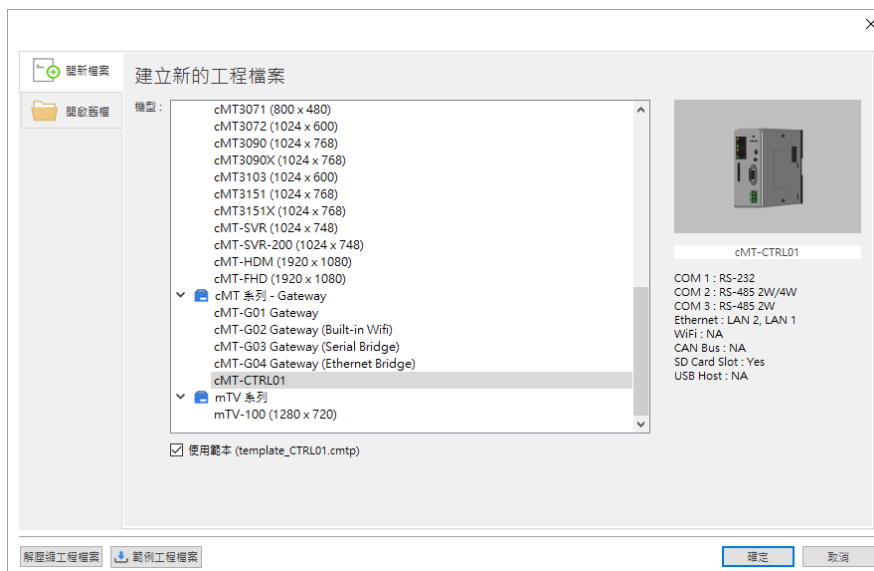 開新檔案
開啟舊檔
建立新的工程檔案
機型 :
cMT3071 (800 x 480)
cMT3072 (1024 x 600)
cMT3090 (1024 x 768)
cMT3090X (1024 x 768)
cMT3103 (1024 x 600)
cMT3151 (1024 x 768)
cMT3151X (1024 x 768)
cMT-SVR (1024 x 748)
cMT-SVR-200 (1024 x 748)
cMT-HDM (1920 x 1080)
cMT-FHD (1920 x 1080)
cMT 系列 - Gateway
cMT-G01 Gateway
cMT-G02 Gateway (Built-in Wifi)
cMT-G03 Gateway (Serial Bridge)
cMT-G04 Gateway (Ethernet Bridge)
cMT-CTRL01
mTV 系列
mTV-100 (1280 x 720)
使用範本 (template_CTRL01.cmtp)
cMT-CTRL01
COM 1 : RS-232
COM 2 : RS-485 2W/4W
COM 3 : RS-485 2W
Ethernet : LAN 2, LAN 1
WiFi : NA
CAN Bus : NA
SD Card Slot : Yes
USB Host : NA
解壓縮工程檔案
範例工程檔案
確定
取消